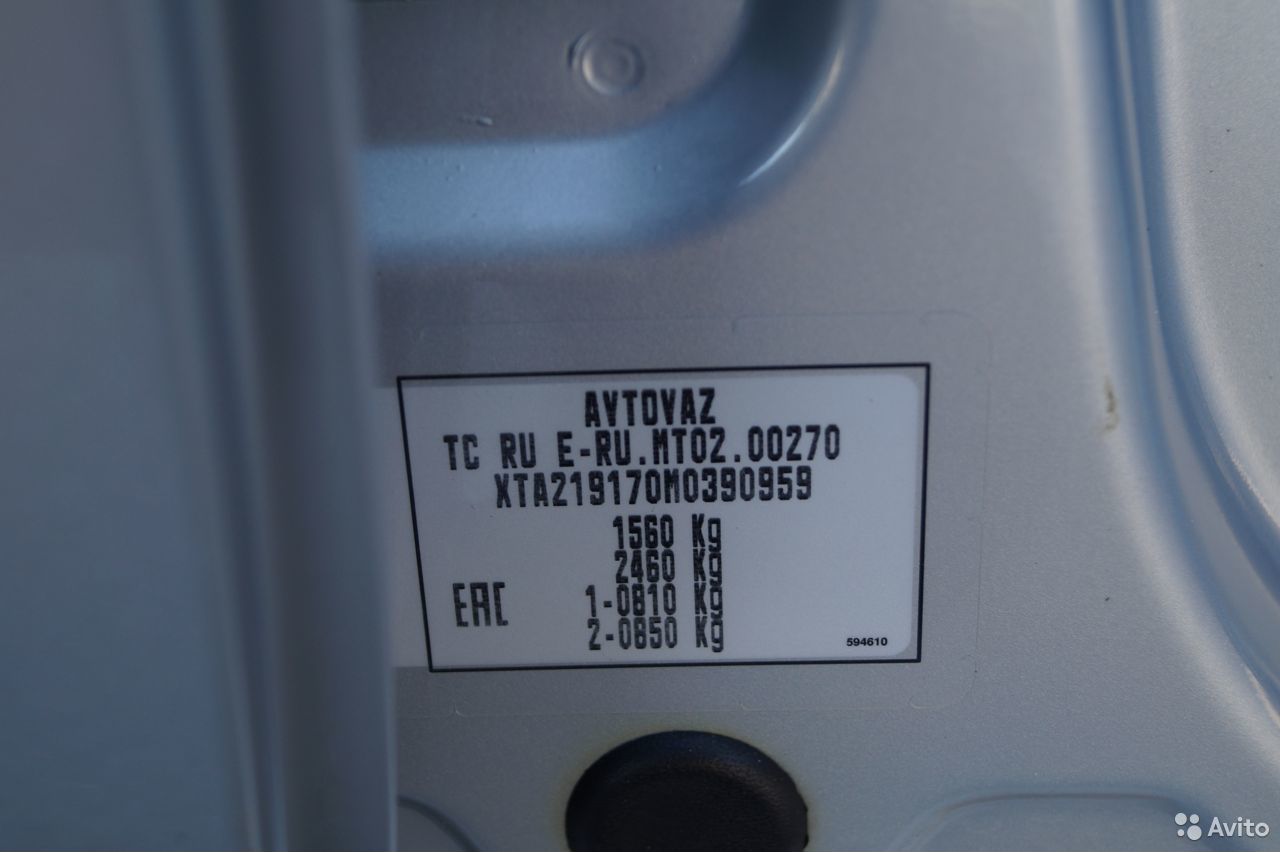 AVTOVAZ
TC RU E-RU.MT02.00270
XTA219170M0390959
1560 Kg
2460 Kg
EAC 1-0810 Kg
2-0850 Kg
594610
Avito